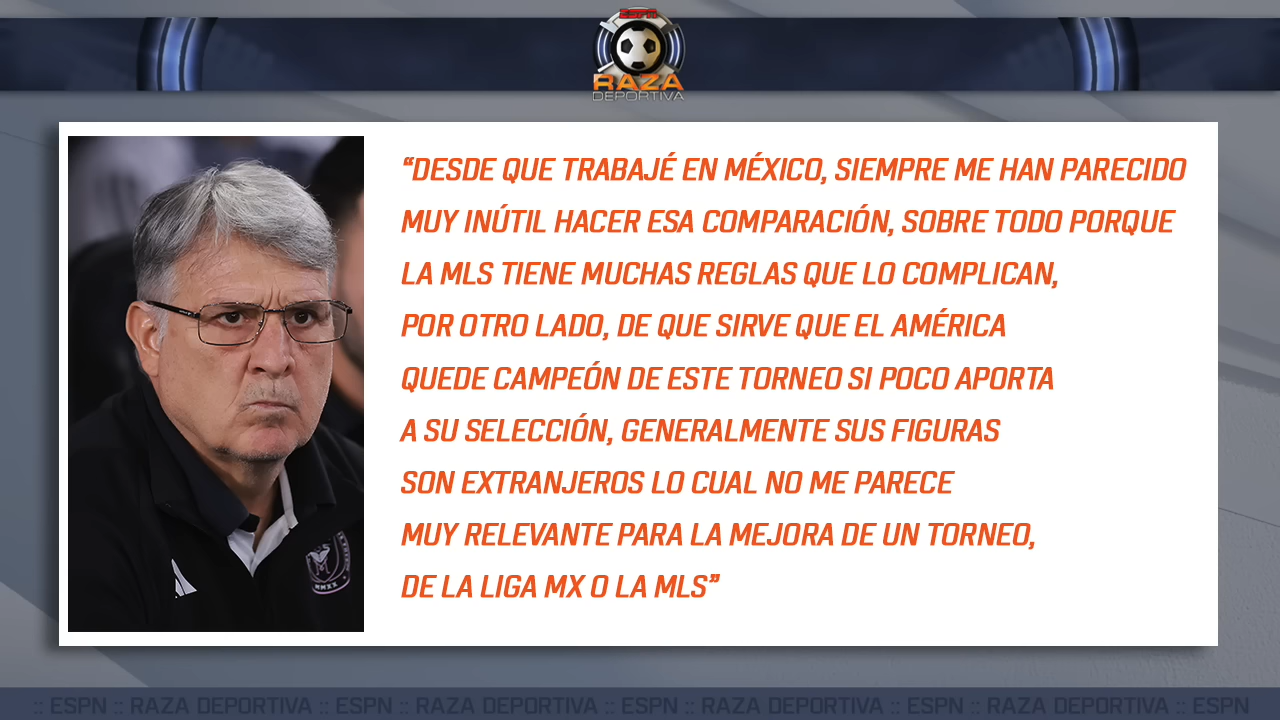 ESPN
RAZA
DEPORTIVA
“DESDE QUE TRABAJÉ EN MÉXICO, SIEMPRE ME HAN PARECIDO
MUY INÚTIL HACER ESA COMPARACIÓN, SOBRE TODO PORQUE
LA MLS TIENE MUCHAS REGLAS QUE LO COMPLICAN,
POR OTRO LADO, DE QUE SIRVE QUE EL AMÉRICA
QUEDE CAMPEÓN DE ESTE TORNEO SI POCO APORTA
A SU SELECCIÓN, GENERALMENTE SUS FIGURAS
SON EXTRANJEROS LO CUAL NO ME PARECE
MUY RELEVANTE PARA LA MEJORA DE UN TORNEO,
DE LA LIGA MX O LA MLS”
MMXX
:: ESPN :: RAZA DEPORTIVA :: ESPN :: RAZA DEPORTIVA :: ESPN :: RAZA DEPORTIVA :: ESPN :: RAZA DEPORTIVA :: ESPN